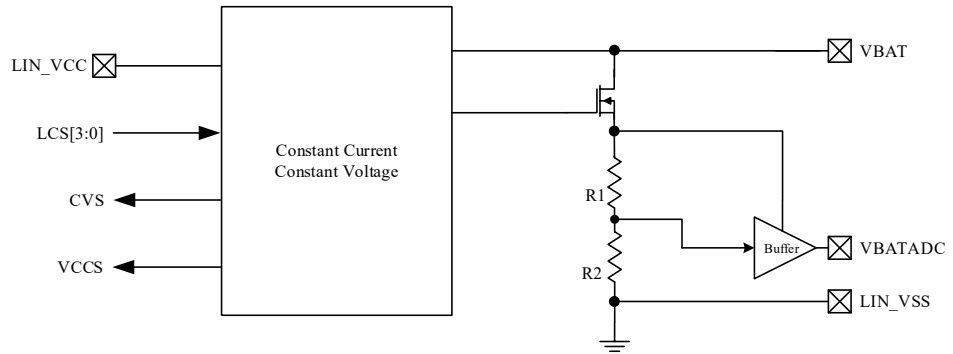 LIN_VCC
LCS[3:0]
CVS
VCCS
Constant Current
Constant Voltage
VBAT
R1
R2
Buffer
VBATADC
LIN_VSS